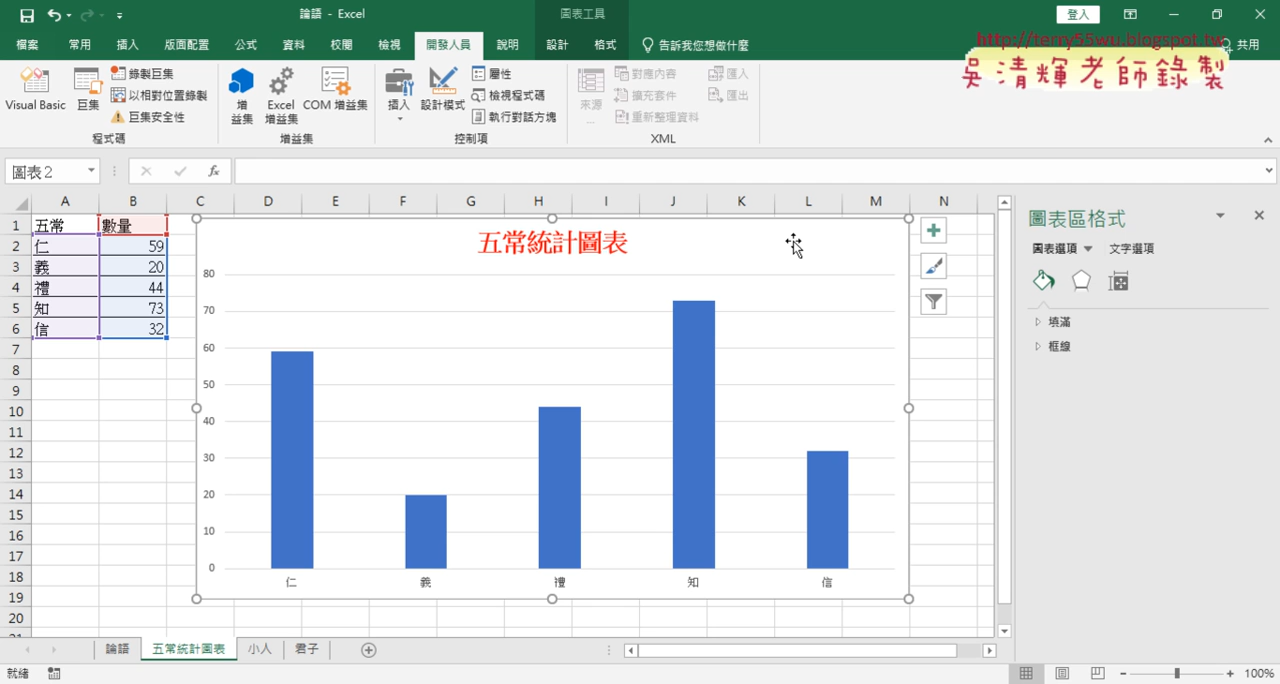 論語 - Excel
圖表工具
登入
檔案 常用 插入 版面配置 公式 資料 校閱 檢視 開發人員 說明 設計 格式 告訴我您想做什麼 共用
http://terry55wu.blogspot.tw
吳清輝老師錄製
Visual Basic
巨集
錄製巨集
以相對位置錄製
巨集安全性
程式碼
增
益集
Excel
增益集
COM 增益集
增益集
插入
設計模式
屬性
檢視程式碼
執行對話方塊
控制項
來源
對應內容
擴充套件
重新整理資料
匯入
匯出
XML
圖表 2
fx
A B C D E F G H I J K L M N
1 五常 數量
2 仁 59
3 義 20
4 禮 44
5 知 73
6 信 32
7
8
9
10
11
12
13
14
15
16
17
18
19
20
五常統計圖表
80
70
60
50
40
30
20
10
0
仁 義 禮 知 信
圖表區格式
圖表選項 文字選項
填滿
框線
論語 五常統計圖表 小人 君子
就緒
100%